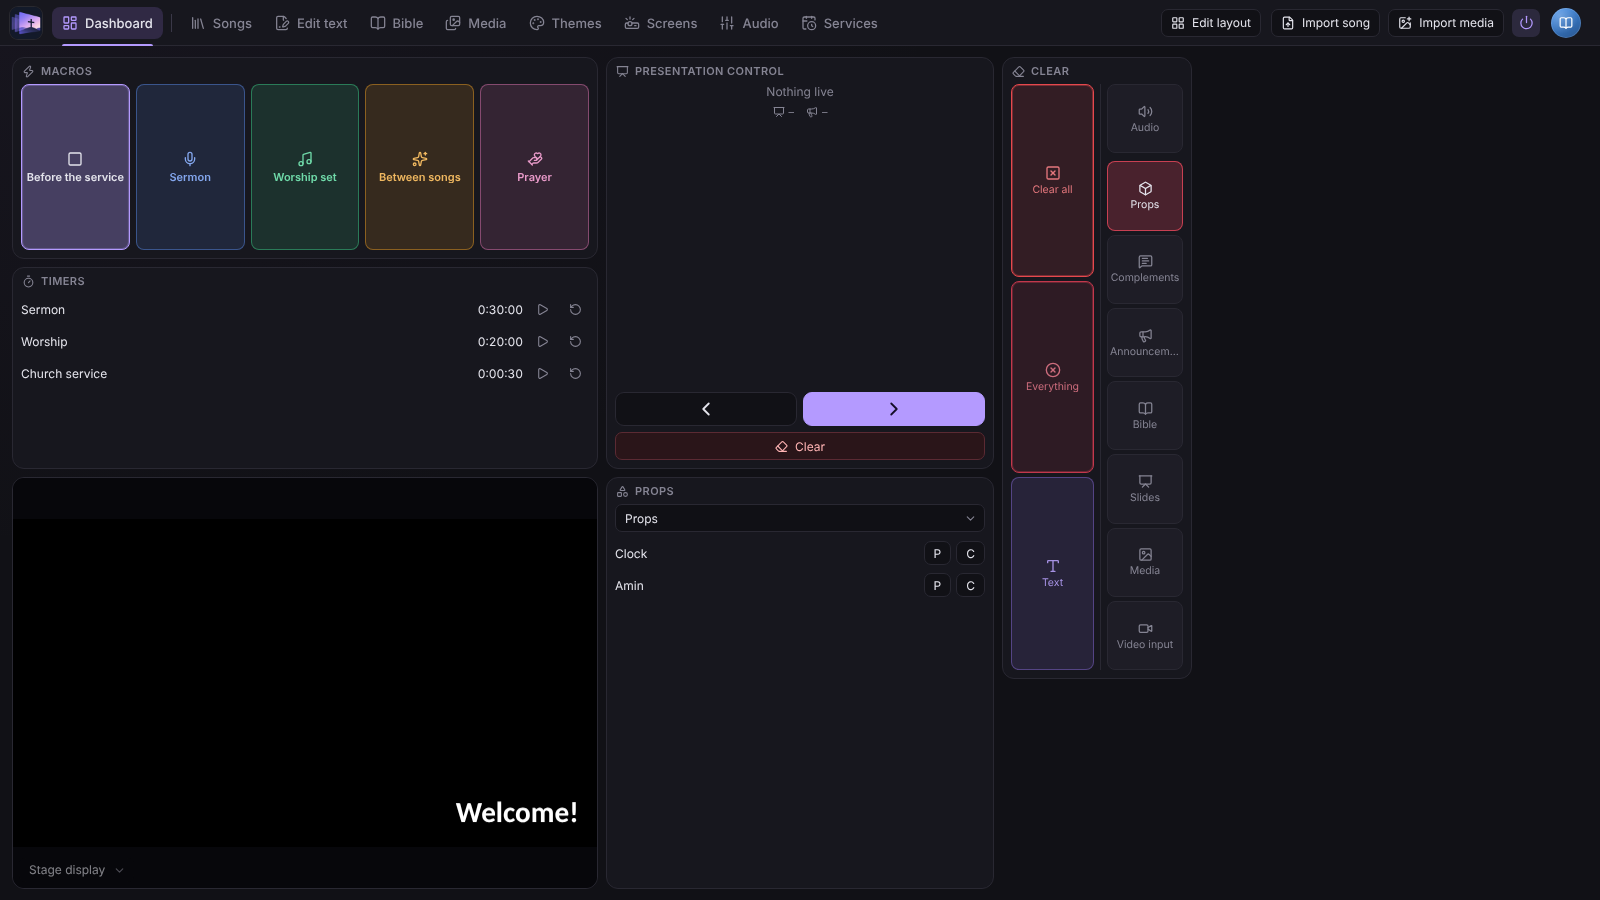 Dashboard
Songs
Edit text
Bible
Media
Themes
Screens
Audio
Services
Edit layout
Import song
Import media
MACROS
Before the service
Sermon
Worship set
Between songs
Prayer
TIMERS
Sermon 0:30:00
Worship 0:20:00
Church service 0:00:30
Welcome!
Stage display
PRESENTATION CONTROL
Nothing live
– –
Clear
PROPS
Props
Clock P C
Amin P C
CLEAR
Clear all
Everything
Text
Audio
Props
Complements
Announcem...
Bible
Slides
Media
Video input